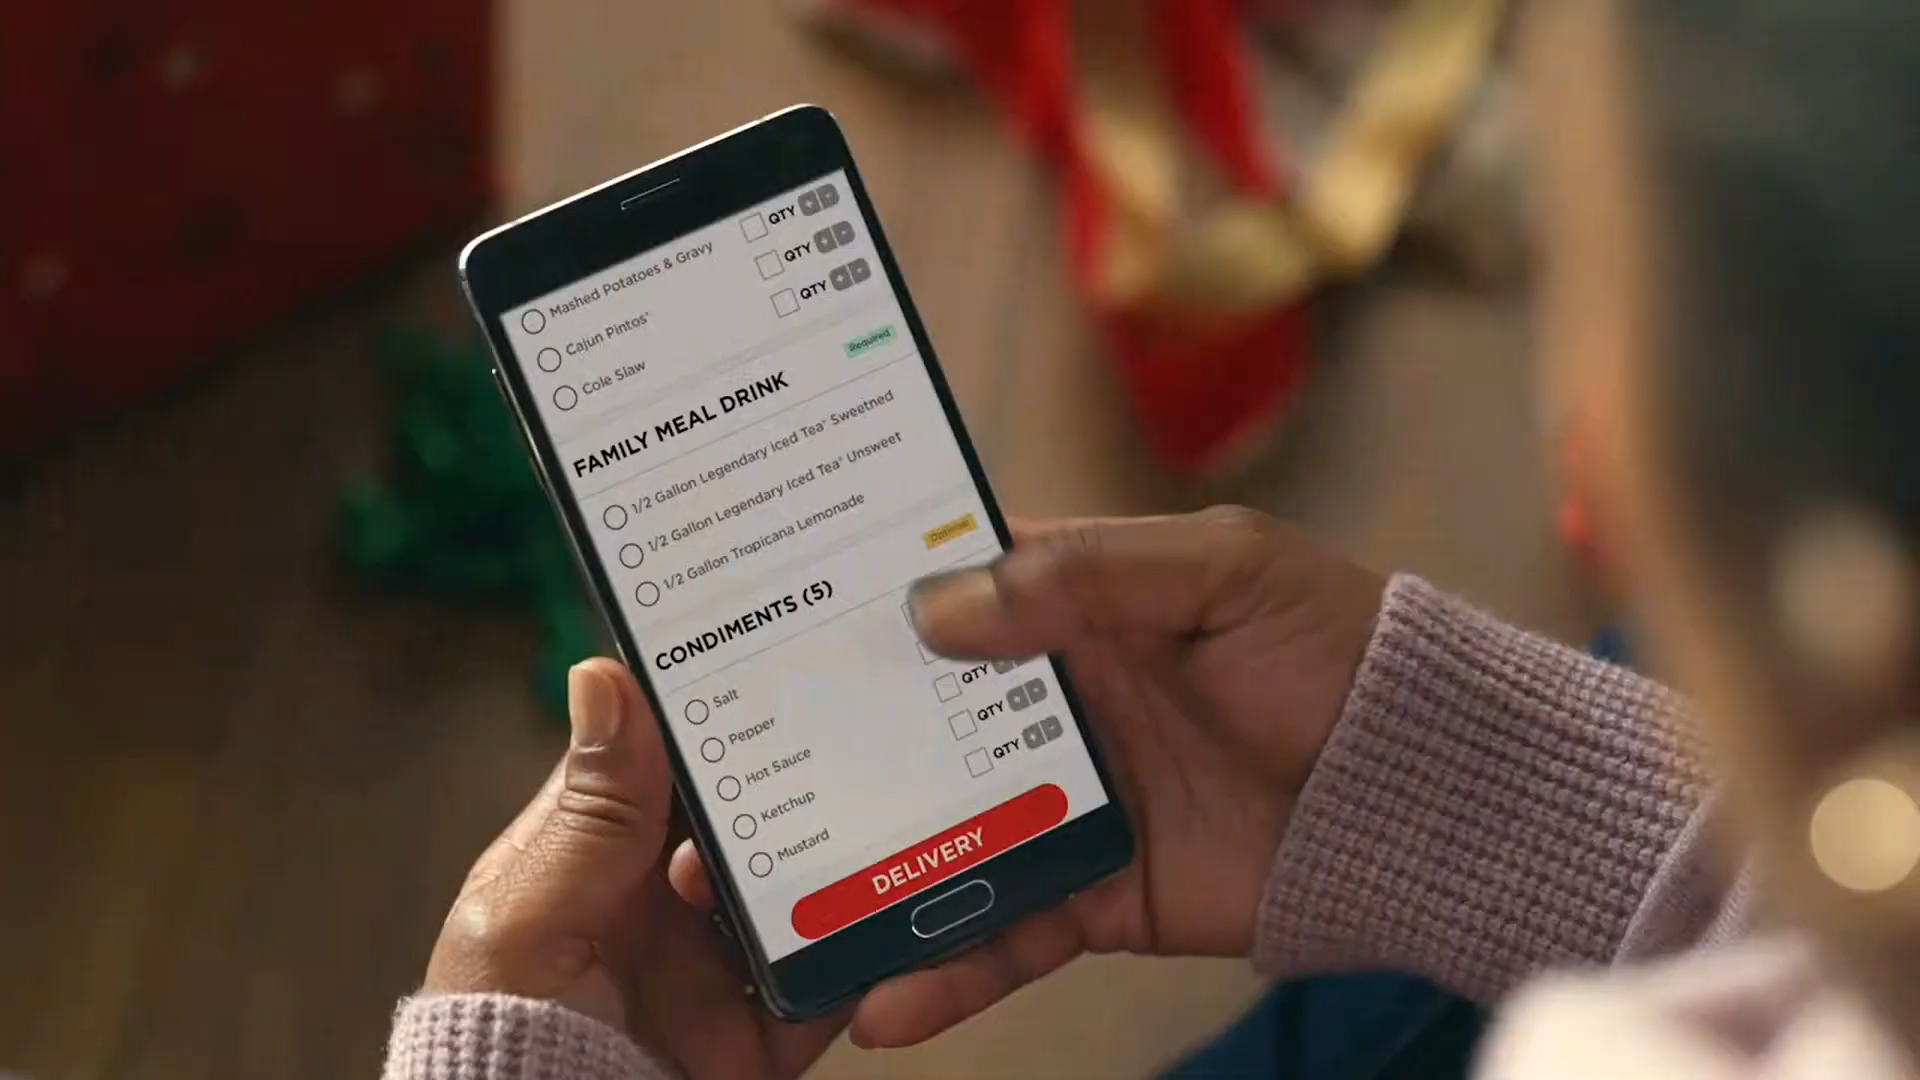 QTY
Mashed Potatoes & Gravy QTY
Cajun Pintos® QTY
Cole Slaw
Required
FAMILY MEAL DRINK
1/2 Gallon Legendary Iced Tea® Sweetned
1/2 Gallon Legendary Iced Tea® Unsweet
1/2 Gallon Tropicana Lemonade
Optional
CONDIMENTS (5)
Salt
Pepper
Hot Sauce QTY
Ketchup QTY
Mustard QTY
DELIVERY